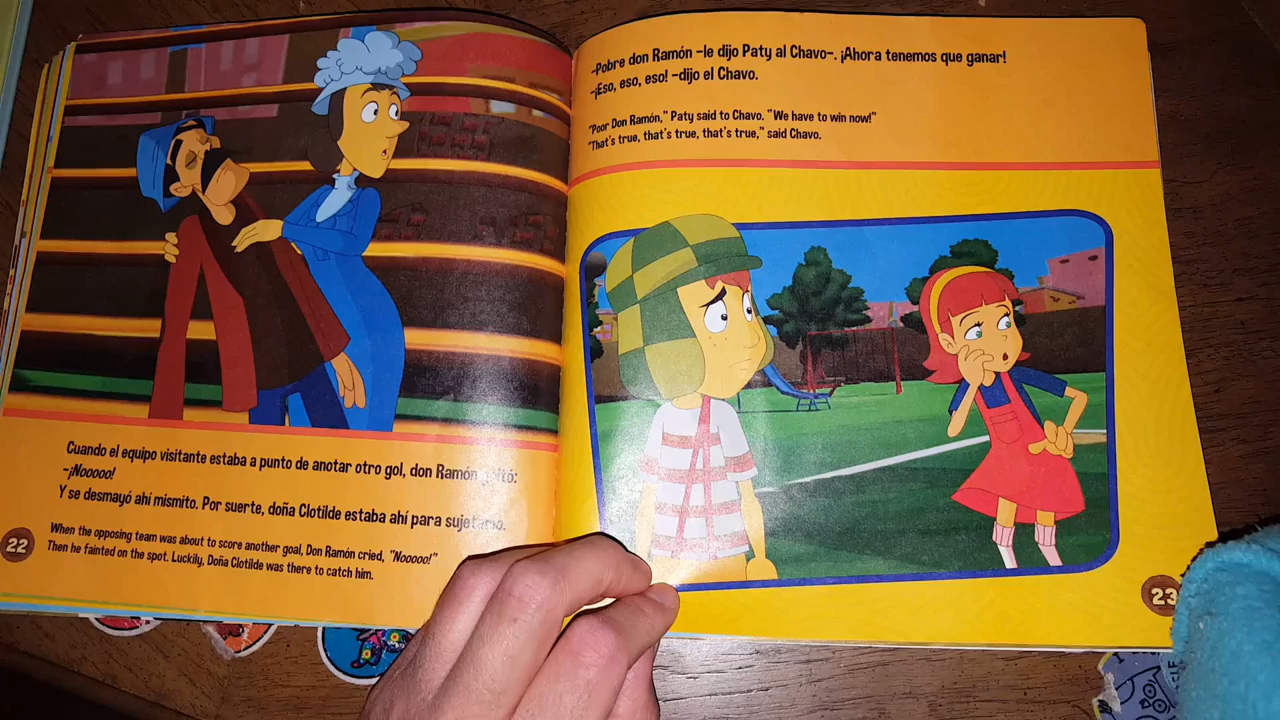 Cuando el equipo visitante estaba a punto de anotar otro gol, don Ramón
-¡Nooooo!
Y se desmayó ahí mismito. Por suerte, doña Clotilde estaba ahí para sujetarlo.
When the opposing team was about to score another goal, Don Ramón cried, "Nooooo!"
Then he fainted on the spot. Luckily, Doña Clotilde was there to catch him.
22
-Pobre don Ramón -le dijo Paty al Chavo-. ¡Ahora tenemos que ganar!
-¡Eso, eso, eso! -dijo el Chavo.
"Poor Don Ramón," Paty said to Chavo. "We have to win now!"
"That's true, that's true, that's true," said Chavo.
23